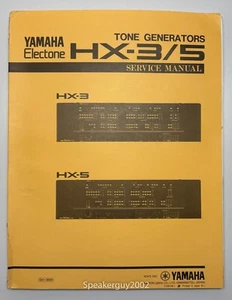 YAMAHA
Electone
TONE GENERATORS
HX-3/5
SERVICE MANUAL
HX-3
HX-5
YAMAHA
Speakerguy2002